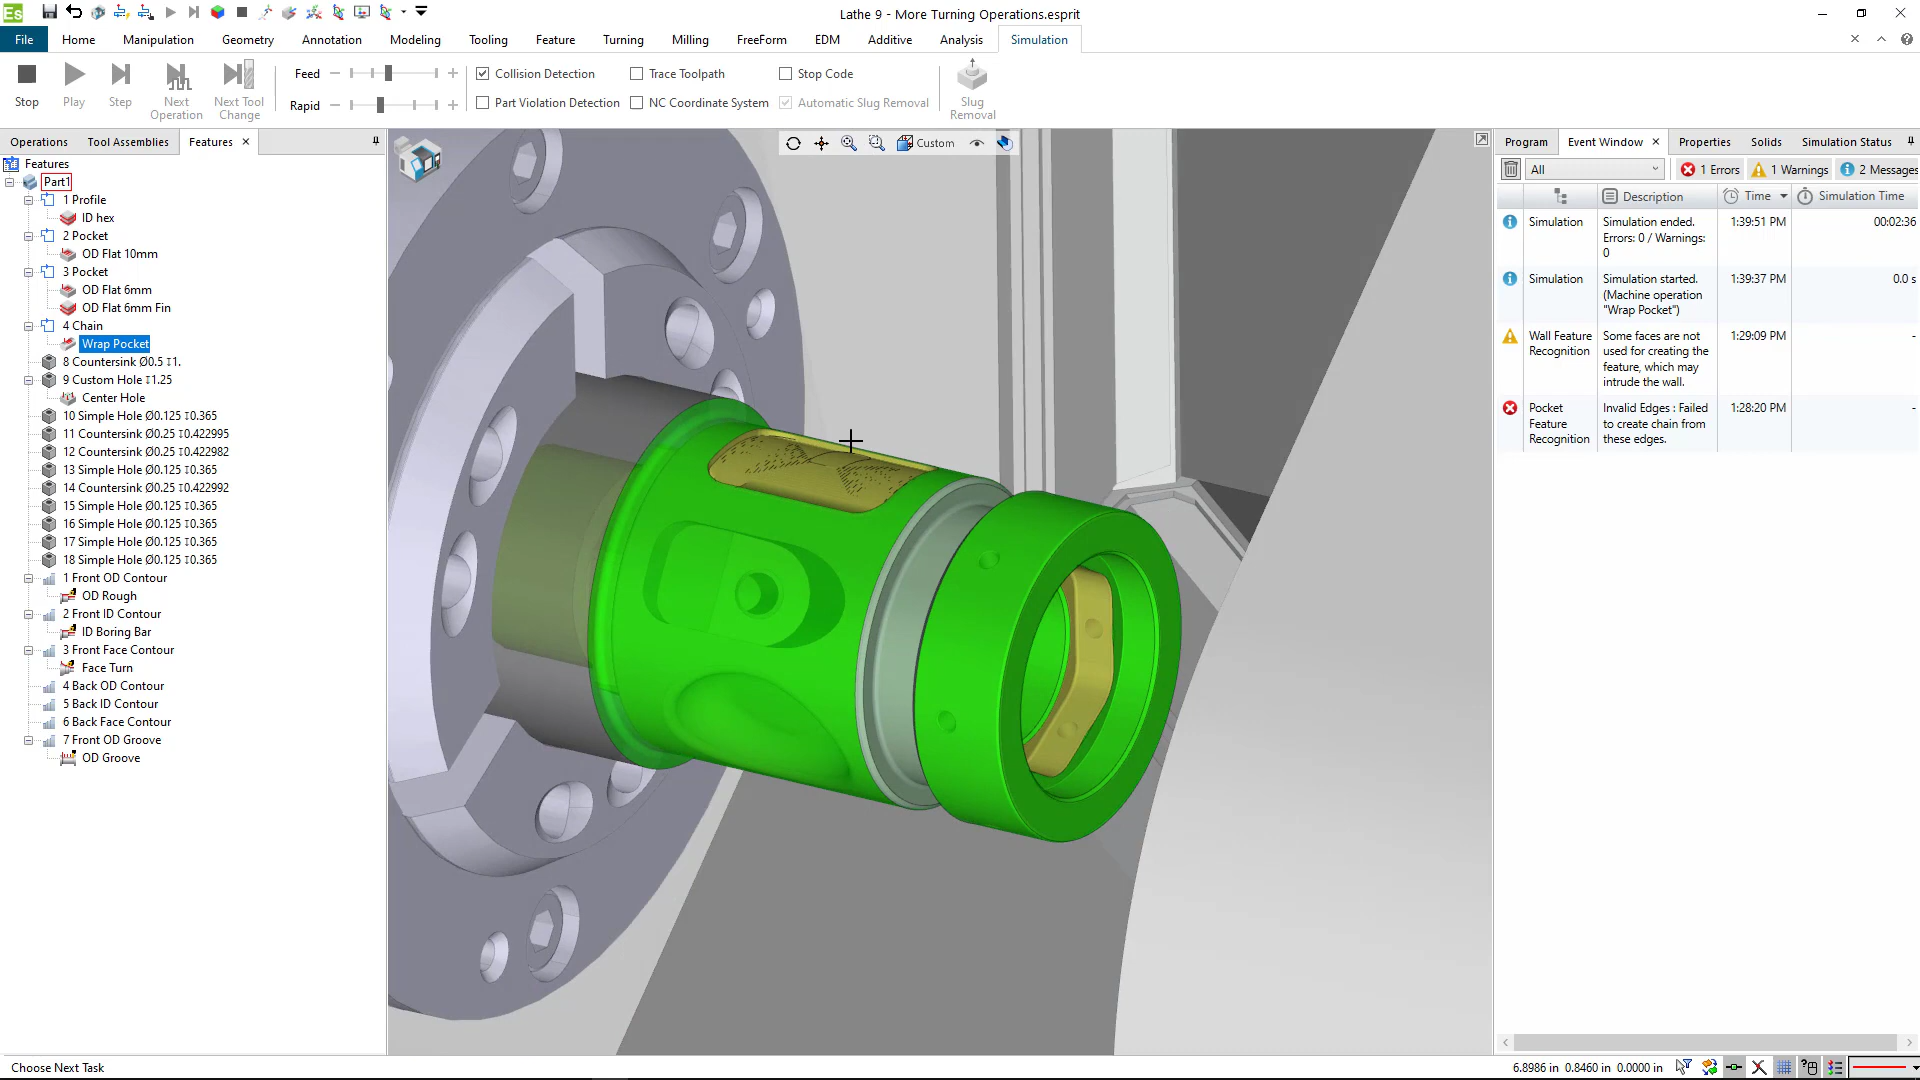 Es
Lathe 9 - More Turning Operations.esprit
File Home Manipulation Geometry Annotation Modeling Tooling Feature Turning Milling FreeForm EDM Additive Analysis Simulation
Stop
Play
Step
Next Operation
Next Tool Change
Feed
Rapid
Collision Detection
Trace Toolpath
Stop Code
Part Violation Detection
NC Coordinate System
Automatic Slug Removal
Slug Removal
Operations Tool Assemblies Features
Features
Part1
1 Profile
ID hex
2 Pocket
OD Flat 10mm
3 Pocket
OD Flat 6mm
OD Flat 6mm Fin
4 Chain
Wrap Pocket
8 Countersink Ø0.5 ↧1.
9 Custom Hole ↧1.25
Center Hole
10 Simple Hole Ø0.125 ↧0.365
11 Countersink Ø0.25 ↧0.422995
12 Countersink Ø0.25 ↧0.422982
13 Simple Hole Ø0.125 ↧0.365
14 Countersink Ø0.25 ↧0.422992
15 Simple Hole Ø0.125 ↧0.365
16 Simple Hole Ø0.125 ↧0.365
17 Simple Hole Ø0.125 ↧0.365
18 Simple Hole Ø0.125 ↧0.365
1 Front OD Contour
OD Rough
2 Front ID Contour
ID Boring Bar
3 Front Face Contour
Face Turn
4 Back OD Contour
5 Back ID Contour
6 Back Face Contour
7 Front OD Groove
OD Groove
Custom
Program Event Window Properties Solids Simulation Status
All 1 Errors 1 Warnings 2 Messages
Description Time Simulation Time
Simulation Simulation ended. 1:39:51 PM 00:02:36
Errors: 0 / Warnings:
0
Simulation Simulation started. 1:39:37 PM 0.0 s
(Machine operation
"Wrap Pocket")
Wall Feature Some faces are not 1:29:09 PM -
Recognition used for creating the
feature, which may
intrude the wall.
Pocket Invalid Edges : Failed 1:28:20 PM -
Feature to create chain from
Recognition these edges.
Choose Next Task
6.8986 in 0.8460 in 0.0000 in